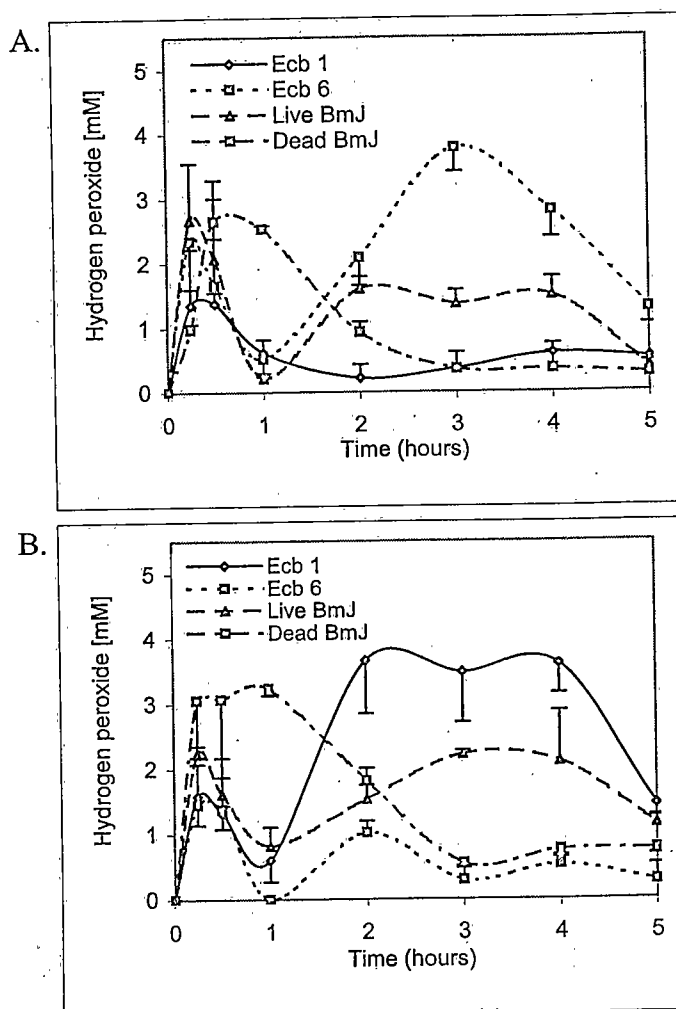 A.
Ecb 1
Ecb 6
Live BmJ
Dead BmJ
Hydrogen peroxide [mM]
5
4
3
2
1
0
0 1 2 3 4 5
Time (hours)
B.
Ecb 1
Ecb 6
Live BmJ
Dead BmJ
Hydrogen peroxide [mM]
5
4
3
2
1
0
0 1 2 3 4 5
Time (hours)